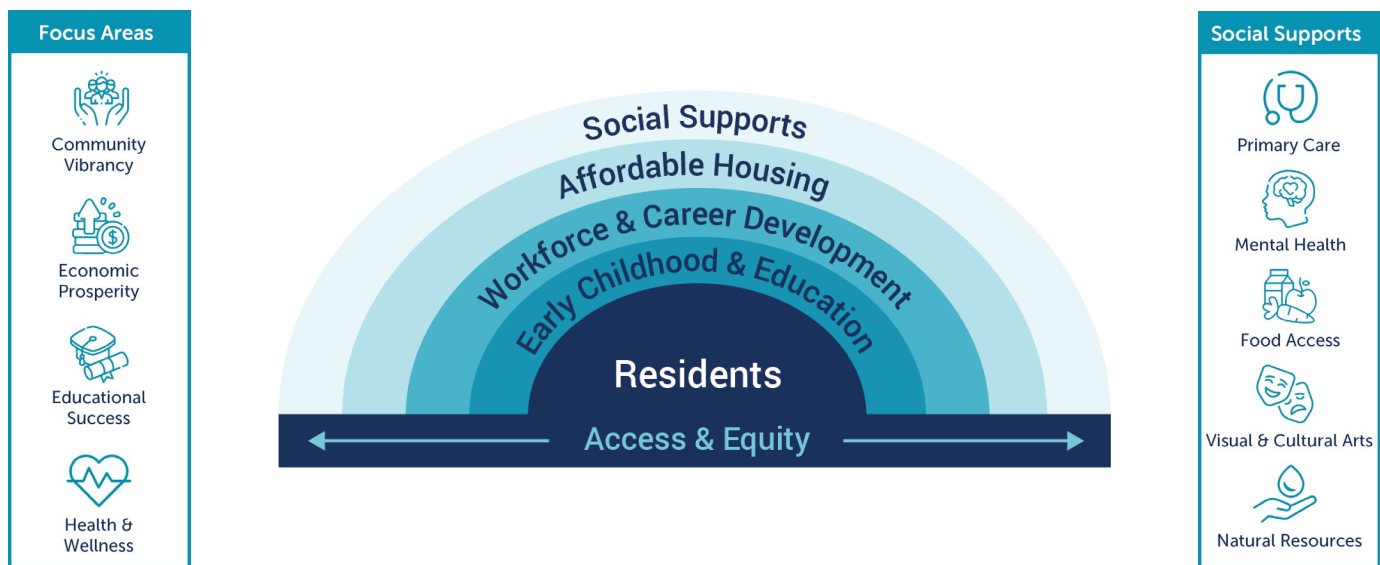 Focus Areas
Community
Vibrancy
Economic
Prosperity
Educational
Success
Health &
Wellness
Social Supports
Affordable Housing
Workforce & Career Development
Early Childhood & Education
Residents
Access & Equity
Social Supports
Primary Care
Mental Health
Food Access
Visual & Cultural Arts
Natural Resources